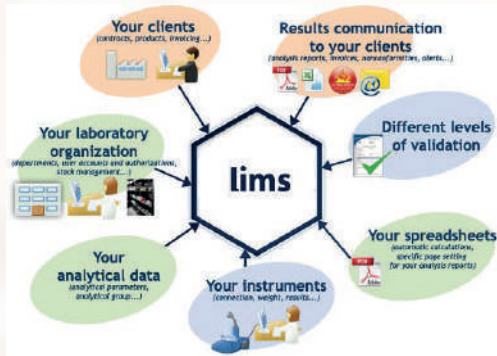 Your clients
(contracts, products, invoicing...)
Results communication
to your clients
(analysis reports, invoices, nonconformities, alerts...)
Your laboratory
organization
(departments, user accounts and authorizations,
stock management...)
lims
Different levels
of validation
Your
analytical data
(analytical parameters,
analytical group...)
Your instruments
(connection, weight, results...)
Your spreadsheets
(automatic calculations,
specific page setting
for your analysis reports)